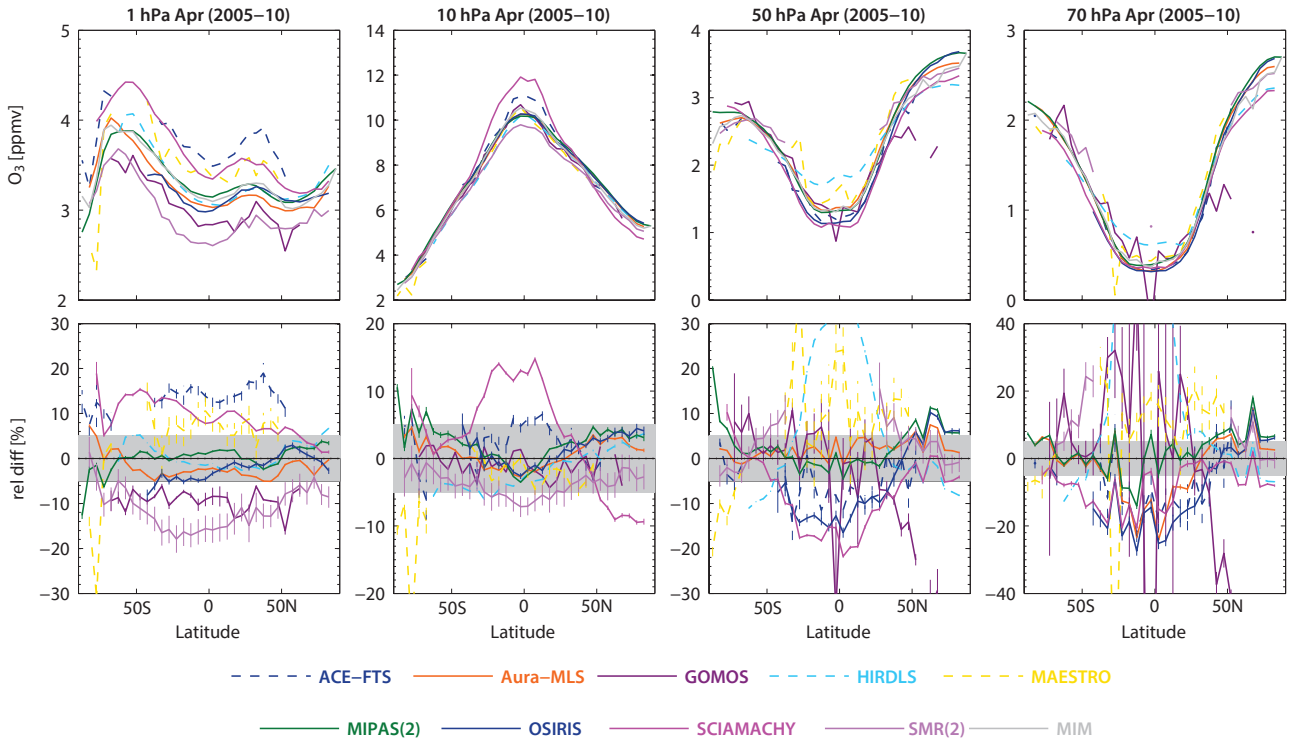 1 hPa Apr (2005−10) 10 hPa Apr (2005−10) 50 hPa Apr (2005−10) 70 hPa Apr (2005−10)
5 14 4 3
4 12 3 2
10
3 8 2 1
6
4 1
2 2 0 0
O3 [ppmv]
30 20 30 40
20 10 20 20
10 10
0 0 0 0
−10 −10 −10 −20
−20 −20
−30 −20 −30 −40
rel diff [%]
50S 0 50N 50S 0 50N 50S 0 50N 50S 0 50N
Latitude Latitude Latitude Latitude
ACE−FTS Aura−MLS GOMOS HIRDLS MAESTRO
MIPAS(2) OSIRIS SCIAMACHY SMR(2) MIM